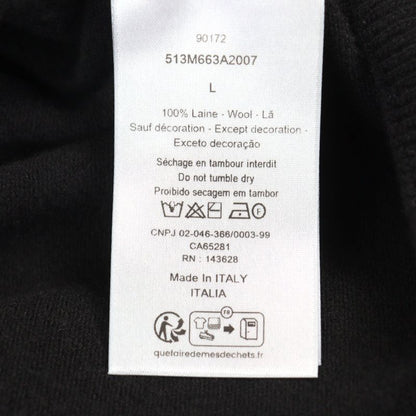 90172
513M663A2007
L
100% Laine - Wool - Lã
Sauf décoration - Except decoration -
Exceto decoração
Séchage en tambour interdit
Do not tumble dry
Proibido secagem em tambor
CNPJ 02-046-366/0003-99
CA65281
RN : 143628
Made In ITALY
ITALIA
FR
quefairedemesdechets.fr